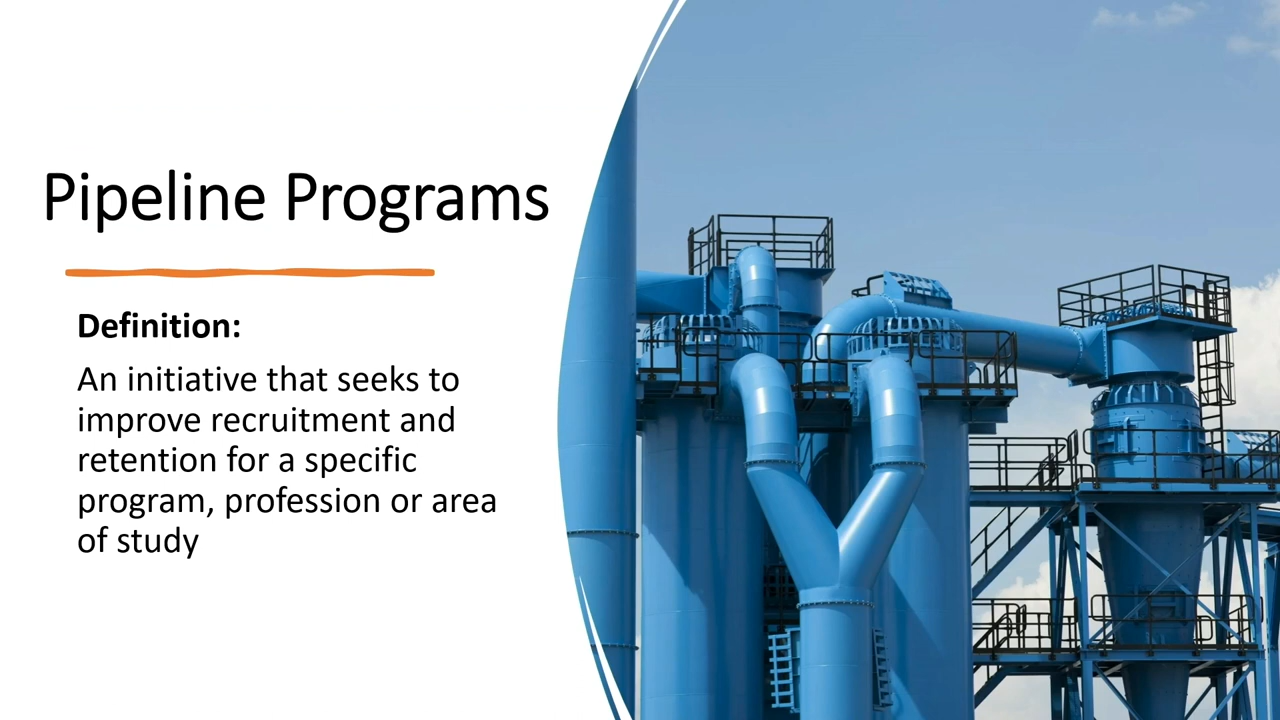 Pipeline Programs
Definition:
An initiative that seeks to
improve recruitment and
retention for a specific
program, profession or area
of study